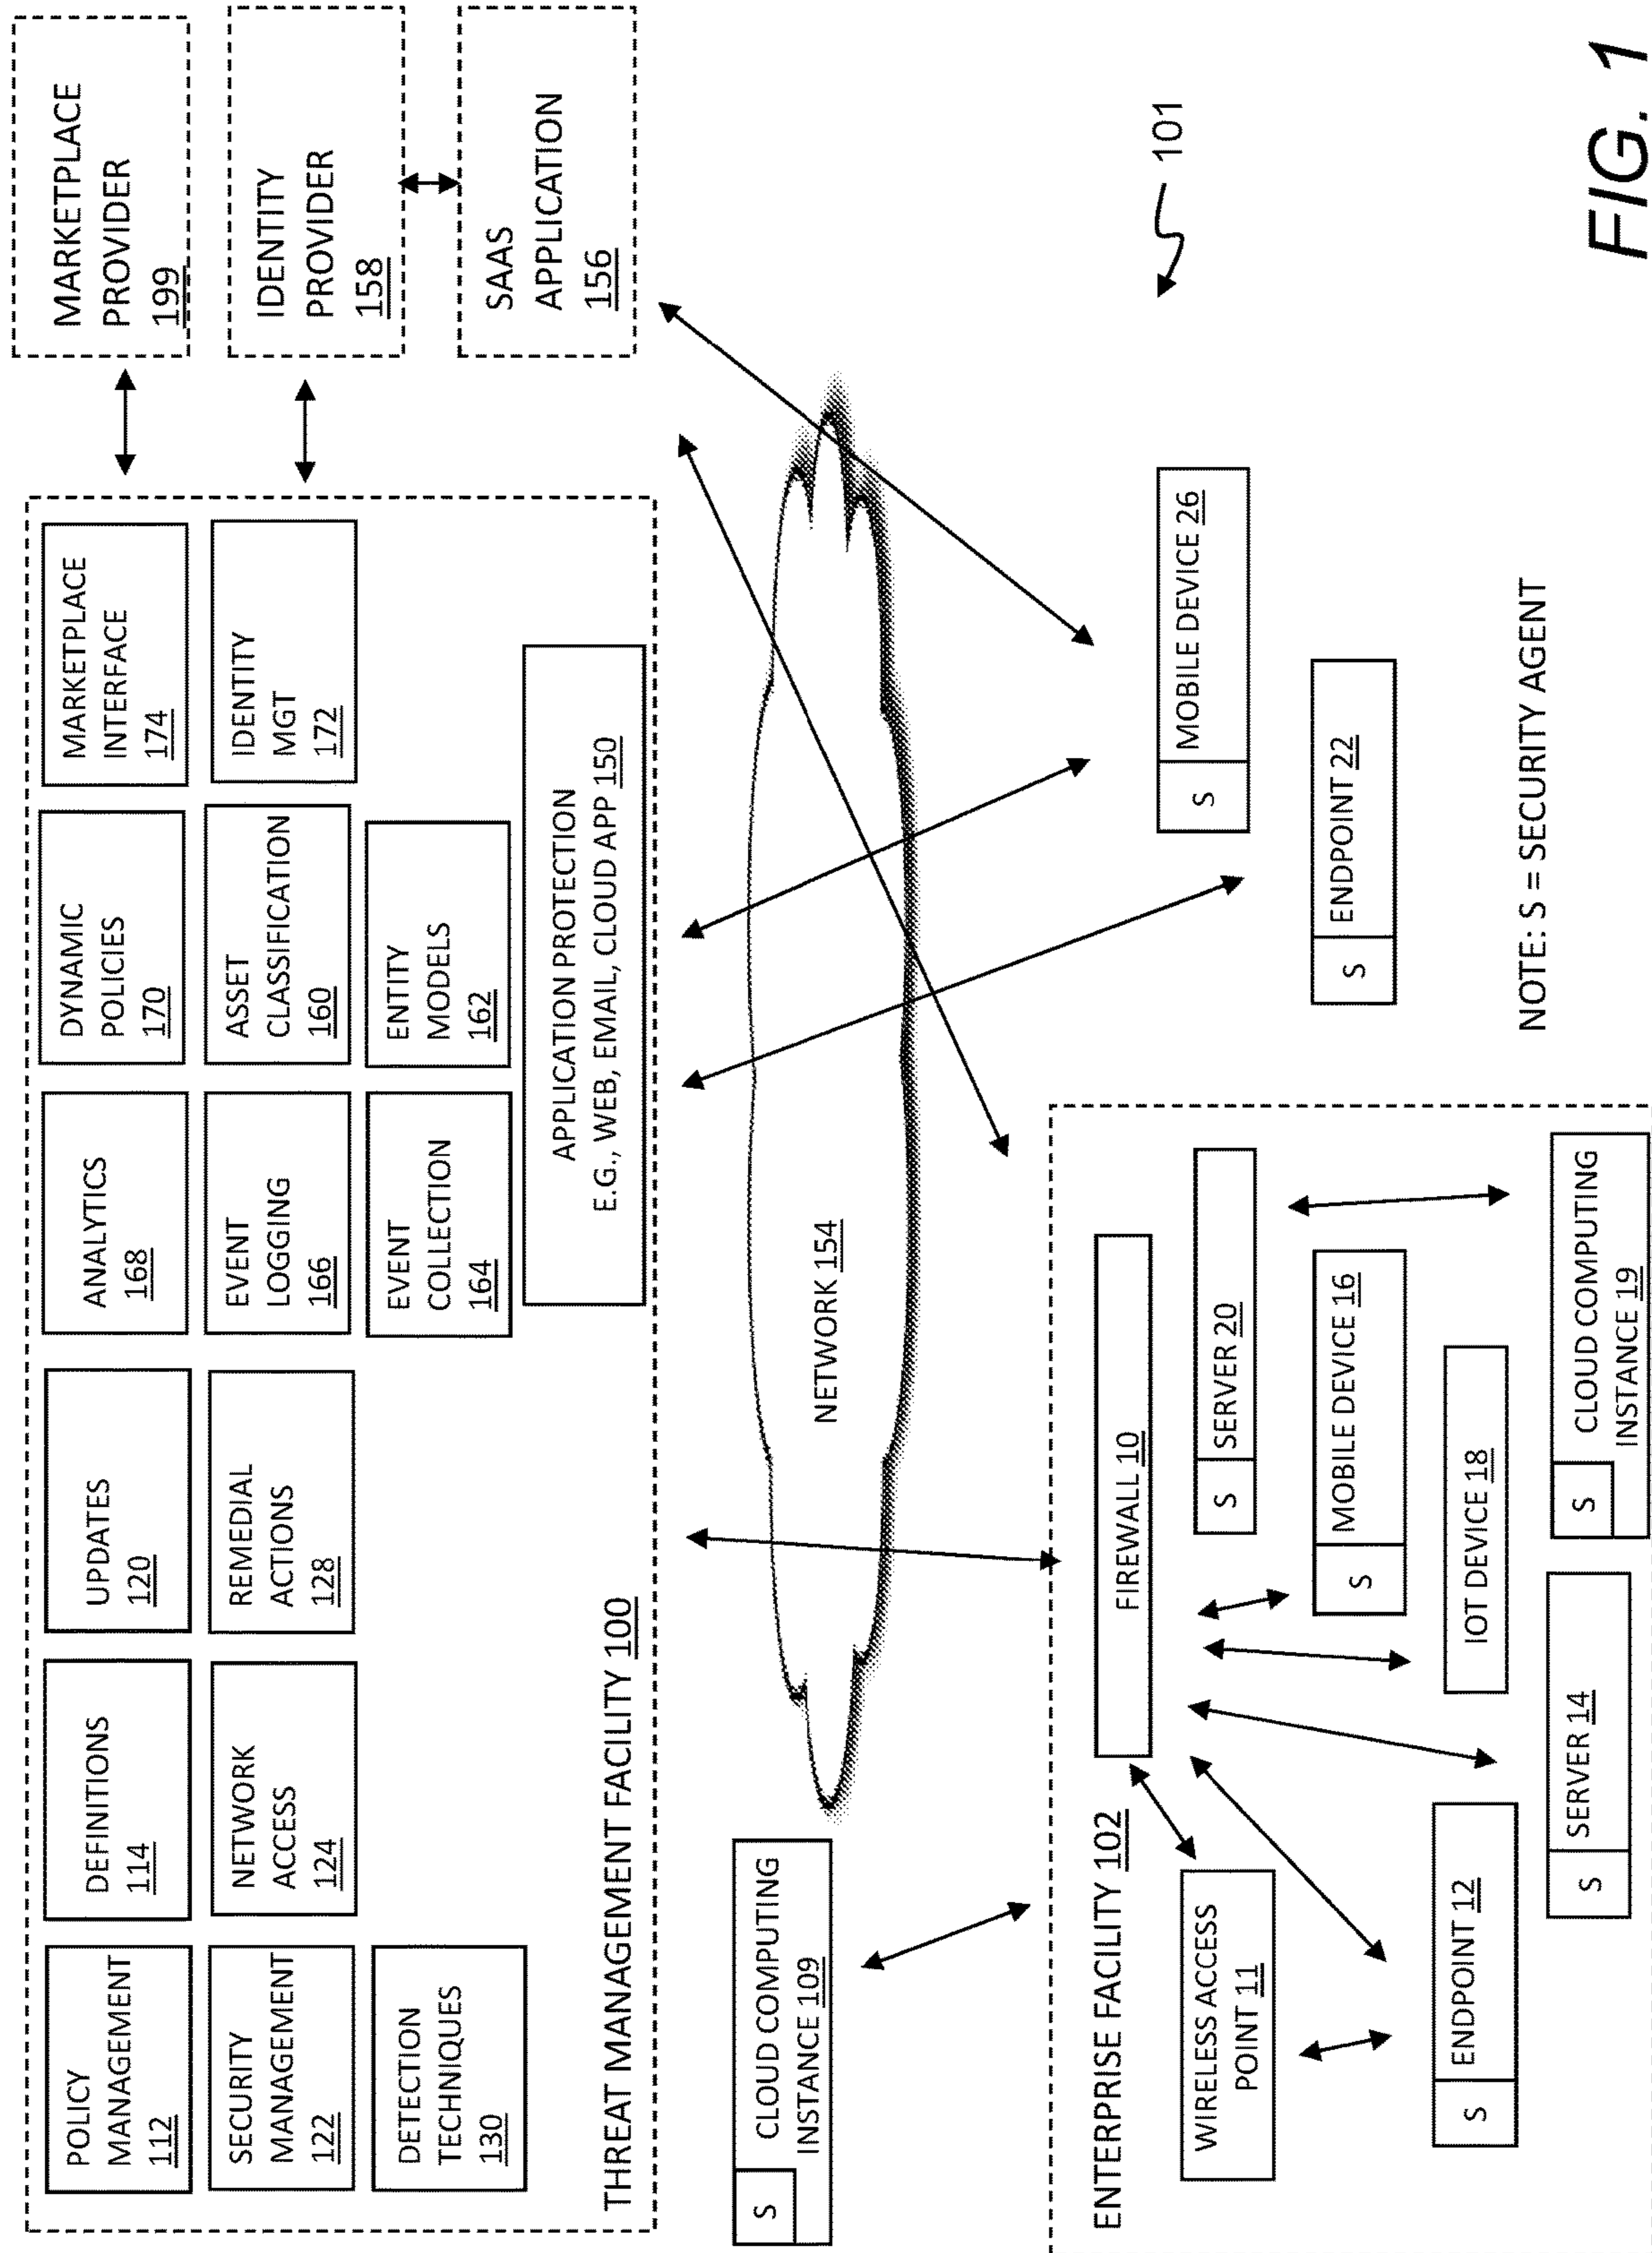 POLICY
MANAGEMENT
112
DEFINITIONS
114
UPDATES
120
ANALYTICS
168
DYNAMIC
POLICIES
170
MARKETPLACE
INTERFACE
174
MARKETPLACE
PROVIDER
199
SECURITY
MANAGEMENT
122
NETWORK
ACCESS
124
REMEDIAL
ACTIONS
128
EVENT
LOGGING
166
ASSET
CLASSIFICATION
160
IDENTITY
MGT
172
IDENTITY
PROVIDER
158
DETECTION
TECHNIQUES
130
EVENT
COLLECTION
164
ENTITY
MODELS
162
SAAS
APPLICATION
156
APPLICATION PROTECTION
E.G., WEB, EMAIL, CLOUD APP 150
THREAT MANAGEMENT FACILITY 100
S
CLOUD COMPUTING
INSTANCE 109
NETWORK 154
101
ENTERPRISE FACILITY 102
FIREWALL 10
WIRELESS ACCESS
POINT 11
S SERVER 20
S MOBILE DEVICE 26
S MOBILE DEVICE 16
S ENDPOINT 22
S ENDPOINT 12
IOT DEVICE 18
S SERVER 14
S
CLOUD COMPUTING
INSTANCE 19
NOTE: S = SECURITY AGENT
FIG. 1